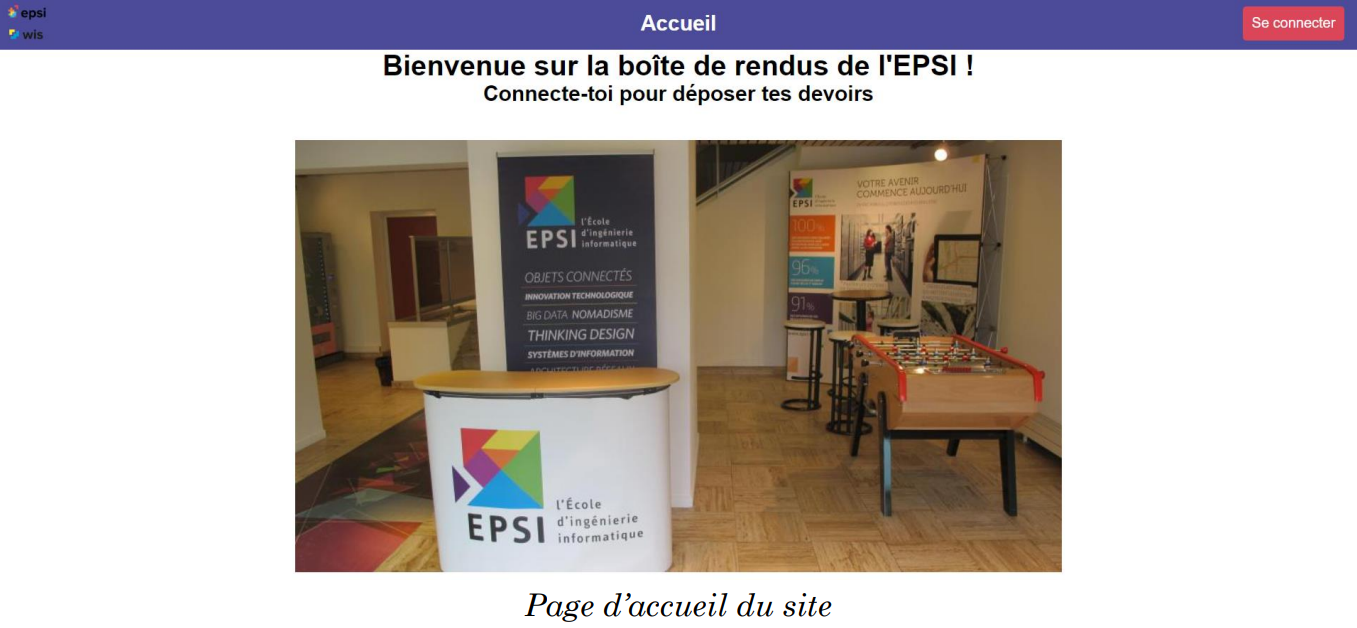 epsi
wis
Accueil
Se connecter
Bienvenue sur la boîte de rendus de l'EPSI !
Connecte-toi pour déposer tes devoirs
EPSI
l'École
d'ingénierie
informatique
OBJETS CONNECTÉS
INNOVATION TECHNOLOGIQUE
BIG DATA NOMADISME
THINKING DESIGN
SYSTÈMES D'INFORMATION
EPSI
VOTRE AVENIR
COMMENCE AUJOURD'HUI
100%
96%
91%
EPSI
l'École
d'ingénierie
informatique
Page d'accueil du site